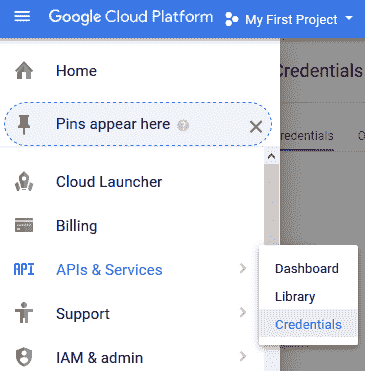 Google Cloud Platform My First Project
Home
Credentials
Pins appear here ?
redentials
Cloud Launcher
Billing
APIs & Services
API
Dashboard
Library
Credentials
Support
IAM & admin